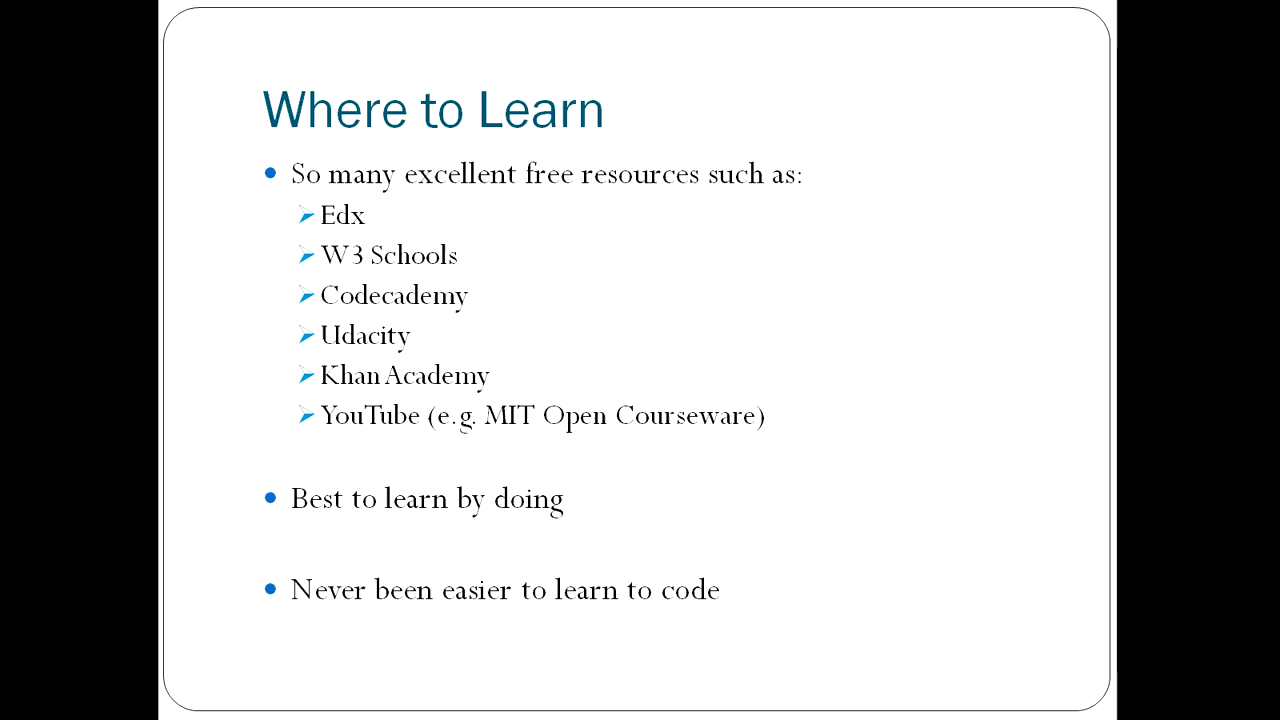 Where to Learn
So many excellent free resources such as:
Edx
W3 Schools
Codecademy
Udacity
Khan Academy
YouTube (e.g. MIT Open Courseware)
Best to learn by doing
Never been easier to learn to code